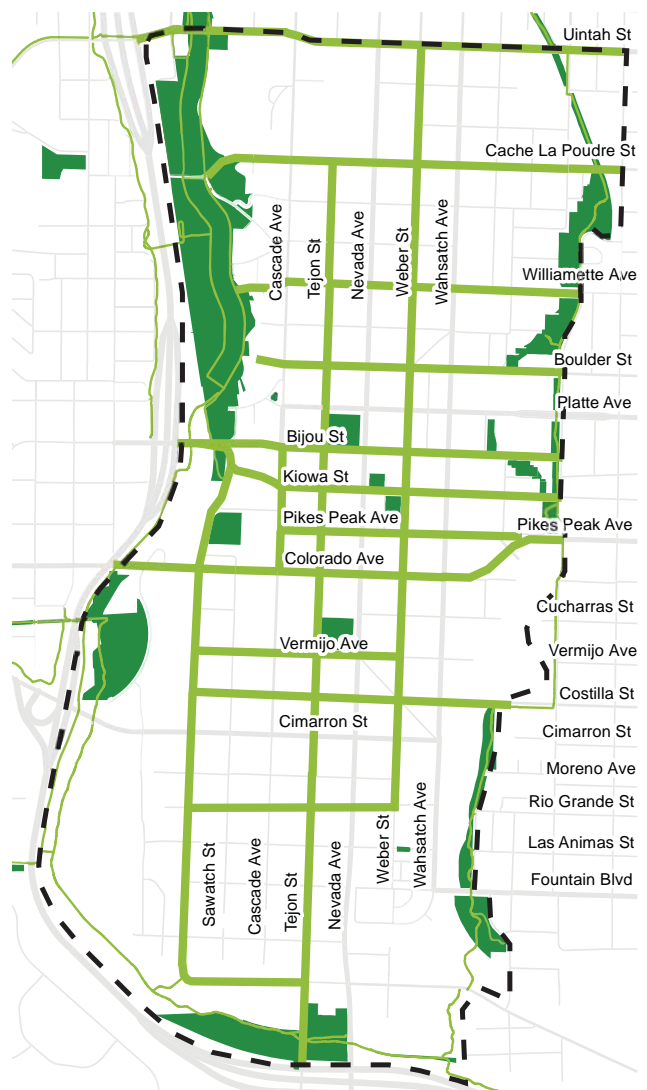 Uintah St
Cache La Poudre St
Cascade Ave
Tejon St
Nevada Ave
Weber St
Wahsatch Ave
Williamette Ave
Boulder St
Platte Ave
Bijou St
Kiowa St
Pikes Peak Ave
Pikes Peak Ave
Colorado Ave
Cucharras St
Vermijo Ave
Vermijo Ave
Costilla St
Cimarron St
Cimarron St
Moreno Ave
Rio Grande St
Las Animas St
Fountain Blvd
Sawatch St
Cascade Ave
Tejon St
Nevada Ave
Weber St
Wahsatch Ave